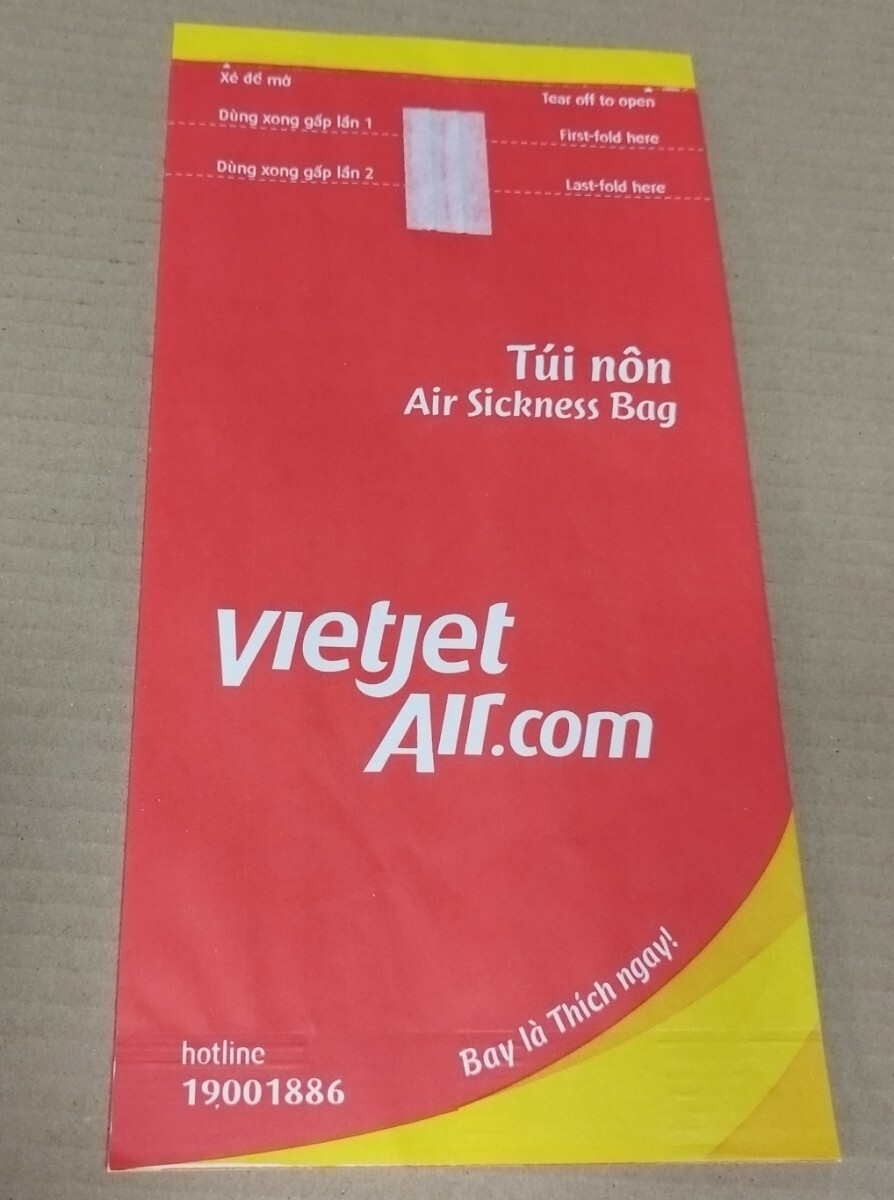 Xé để mở
Tear off to open
Dùng xong gấp lần 1
First-fold here
Dùng xong gấp lần 2
Last-fold here
Túi nôn
Air Sickness Bag
vietjet
Air.com
Bay là Thích ngay!
hotline
19001886